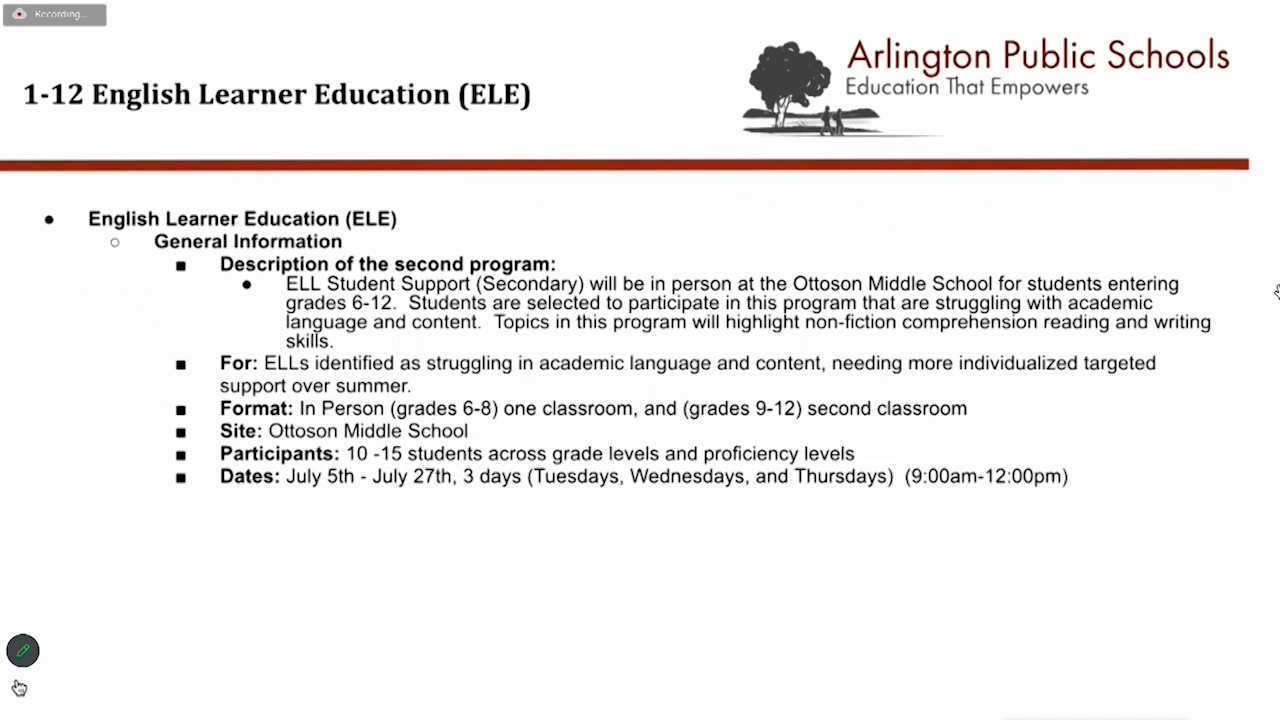 Recording...
Arlington Public Schools
Education That Empowers
1-12 English Learner Education (ELE)
● English Learner Education (ELE)
○ General Information
■ Description of the second program:
● ELL Student Support (Secondary) will be in person at the Ottoson Middle School for students entering
grades 6-12.  Students are selected to participate in this program that are struggling with academic
language and content.  Topics in this program will highlight non-fiction comprehension reading and writing
skills.
■ For: ELLs identified as struggling in academic language and content, needing more individualized targeted
support over summer.
■ Format: In Person (grades 6-8) one classroom, and (grades 9-12) second classroom
■ Site: Ottoson Middle School
■ Participants: 10 -15 students across grade levels and proficiency levels
■ Dates: July 5th - July 27th, 3 days (Tuesdays, Wednesdays, and Thursdays)  (9:00am-12:00pm)